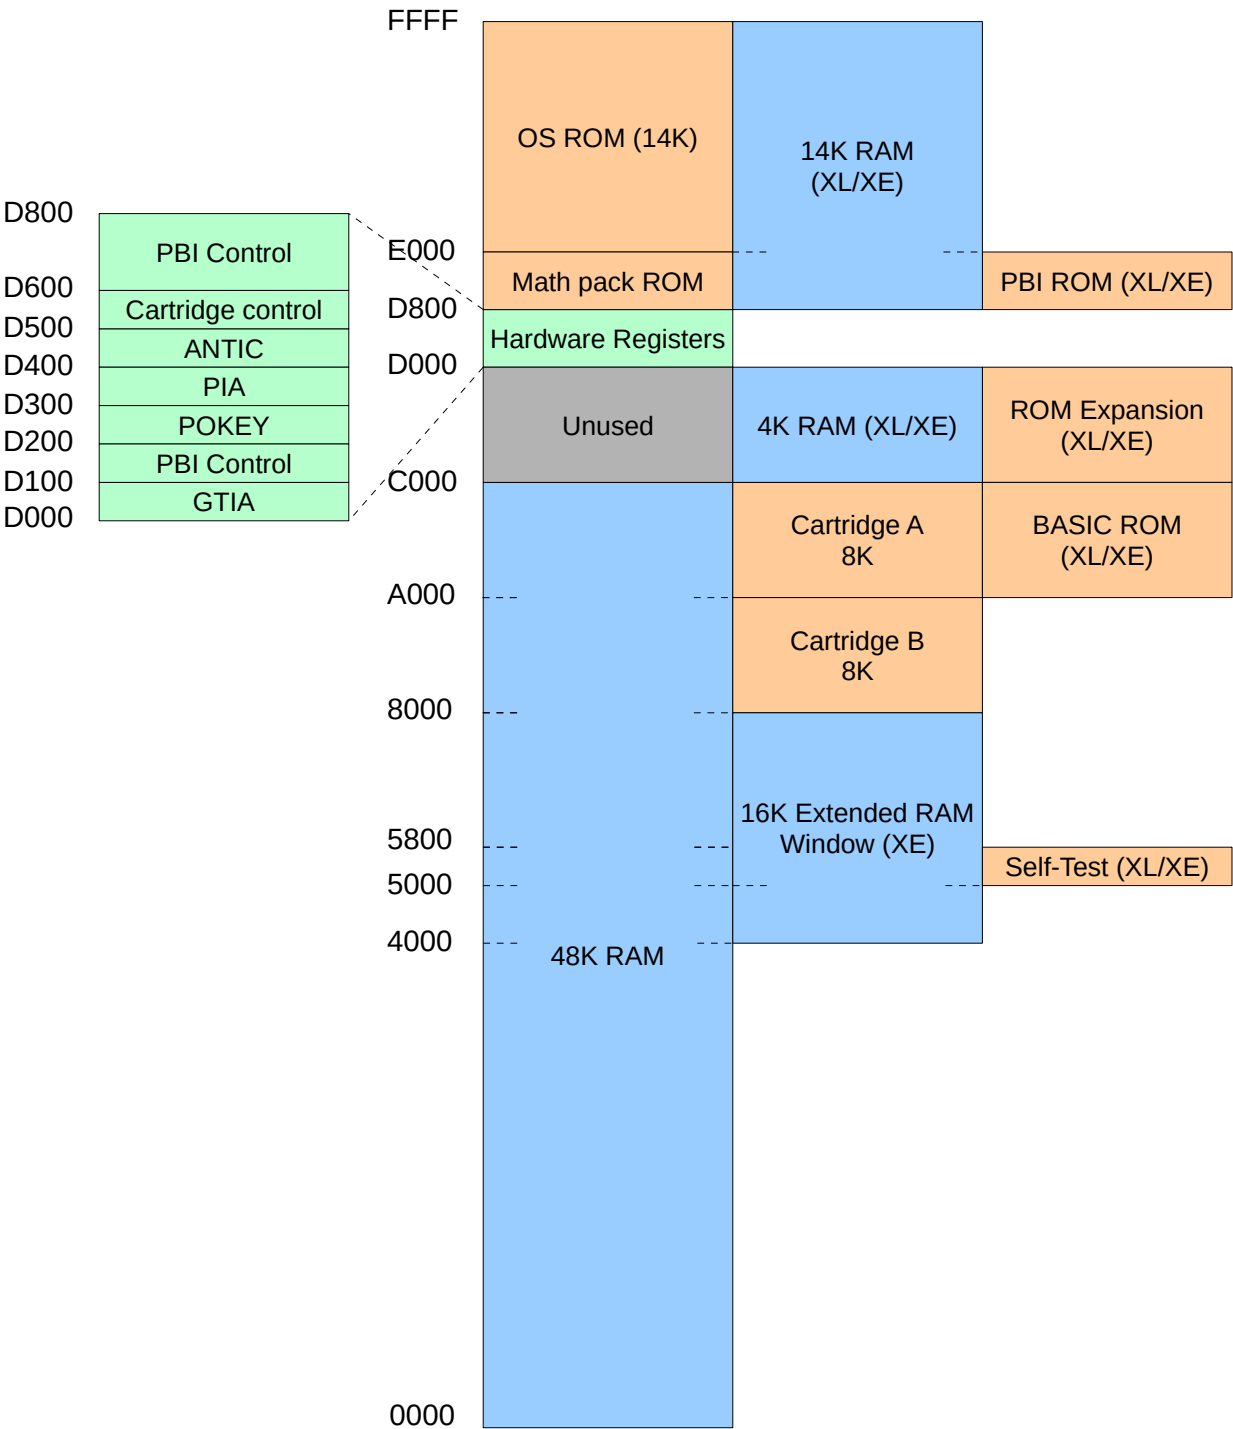 FFFF
OS ROM (14K)
14K RAM
(XL/XE)
D800
PBI Control
E000
Math pack ROM
PBI ROM (XL/XE)
D600
Cartridge control
D800
Hardware Registers
D500
ANTIC
D400
D000
PIA
D300
Unused
4K RAM (XL/XE)
ROM Expansion
(XL/XE)
POKEY
D200
PBI Control
D100
C000
GTIA
D000
Cartridge A
8K
BASIC ROM
(XL/XE)
A000
Cartridge B
8K
8000
16K Extended RAM
Window (XE)
5800
Self-Test (XL/XE)
5000
4000
48K RAM
0000